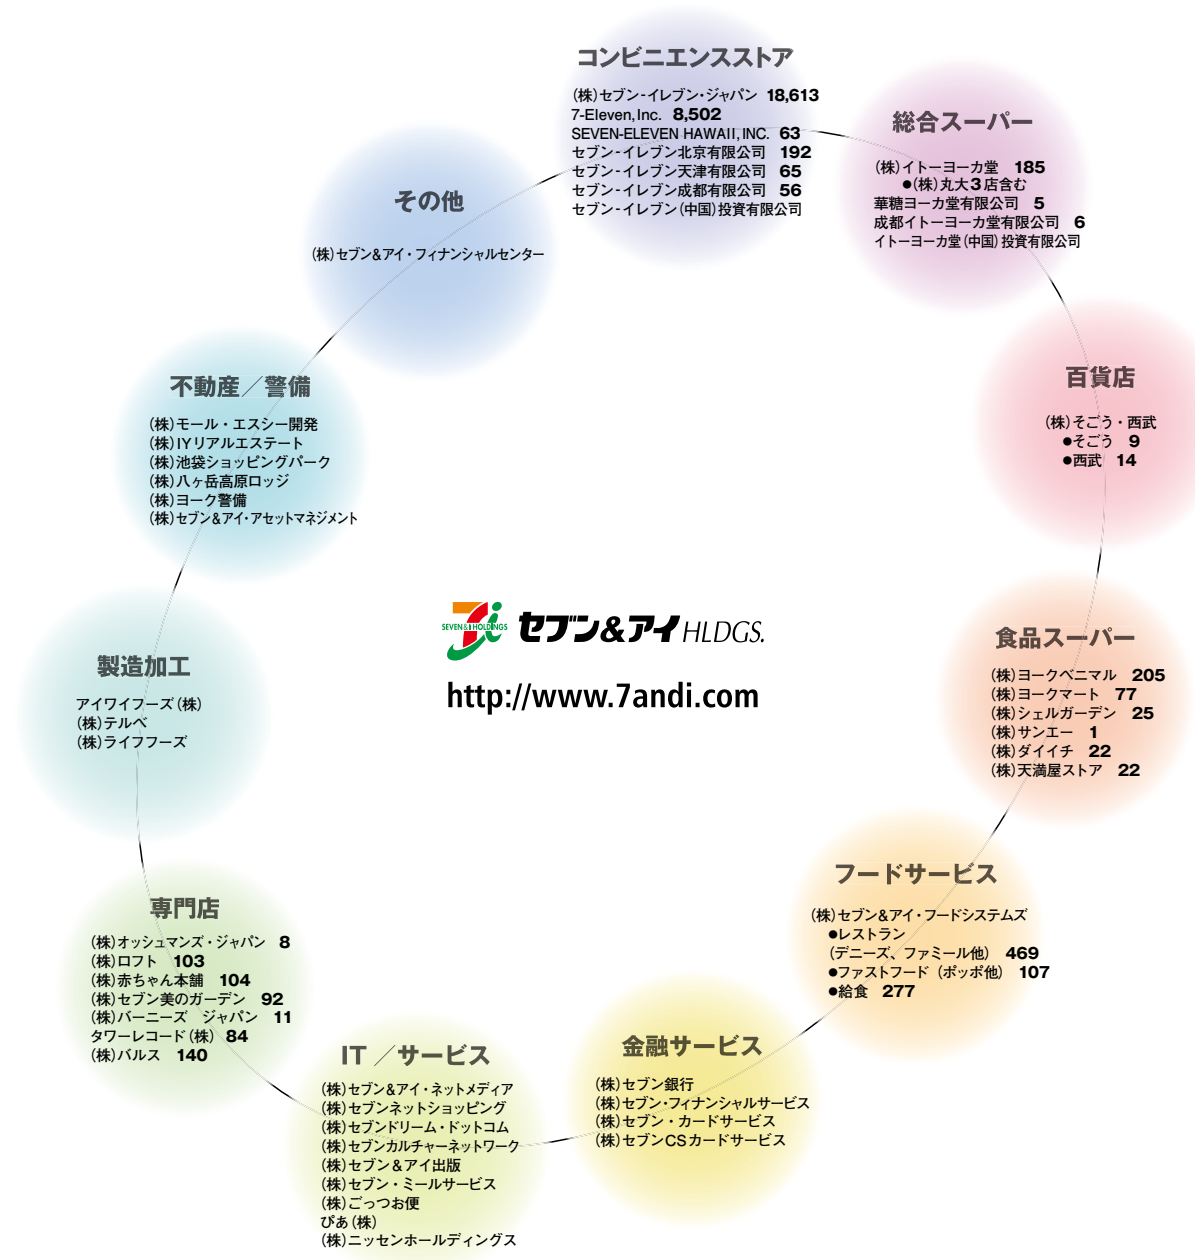 コンビニエンスストア
(株)セブン-イレブン・ジャパン 18,613
7-Eleven, Inc. 8,502
SEVEN-ELEVEN HAWAII, INC. 63
セブン-イレブン北京有限公司 192
セブン-イレブン天津有限公司 65
セブン-イレブン成都有限公司 56
セブン-イレブン(中国)投資有限公司
総合スーパー
(株)イトーヨーカ堂 185
●(株)丸大3店含む
華糖ヨーカ堂有限公司 5
成都イトーヨーカ堂有限公司 6
イトーヨーカ堂(中国)投資有限公司
百貨店
(株)そごう・西武
●そごう 9
●西武 14
食品スーパー
(株)ヨークベニマル 205
(株)ヨークマート 77
(株)シェルガーデン 25
(株)サンエー 1
(株)ダイイチ 22
(株)天満屋ストア 22
フードサービス
(株)セブン&アイ・フードシステムズ
●レストラン
(デニーズ、ファミール他) 469
●ファストフード(ポッポ他) 107
●給食 277
金融サービス
(株)セブン銀行
(株)セブン・フィナンシャルサービス
(株)セブン・カードサービス
(株)セブンCSカードサービス
IT／サービス
(株)セブン&アイ・ネットメディア
(株)セブンネットショッピング
(株)セブンドリーム・ドットコム
(株)セブンカルチャーネットワーク
(株)セブン&アイ出版
(株)セブン・ミールサービス
(株)ごっつお便
ぴあ(株)
(株)ニッセンホールディングス
専門店
(株)オッシュマンズ・ジャパン 8
(株)ロフト 103
(株)赤ちゃん本舗 104
(株)セブン美のガーデン 92
(株)バーニーズ ジャパン 11
タワーレコード(株) 84
(株)バルス 140
製造加工
アイワイフーズ(株)
(株)テルベ
(株)ライフフーズ
不動産／警備
(株)モール・エスシー開発
(株)IYリアルエステート
(株)池袋ショッピングパーク
(株)八ヶ岳高原ロッジ
(株)ヨーク警備
(株)セブン&アイ・アセットマネジメント
その他
(株)セブン&アイ・フィナンシャルセンター
SEVEN & i HOLDINGS
セブン&アイ HLDGS.
http://www.7andi.com